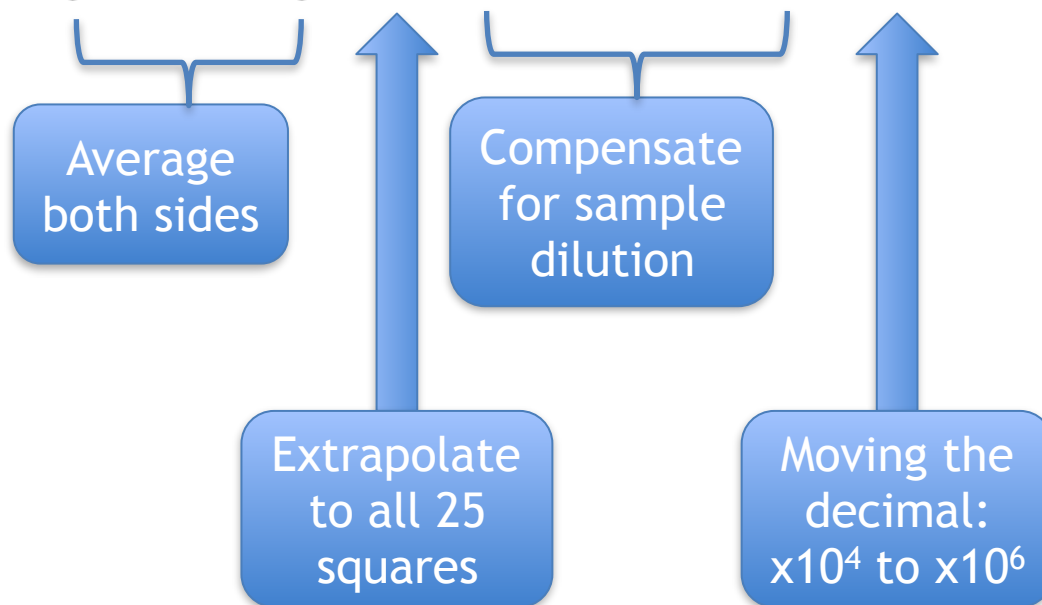 Average
both sides
Compensate
for sample
dilution
Extrapolate
to all 25
squares
Moving the
decimal:
x10⁴ to x10⁶